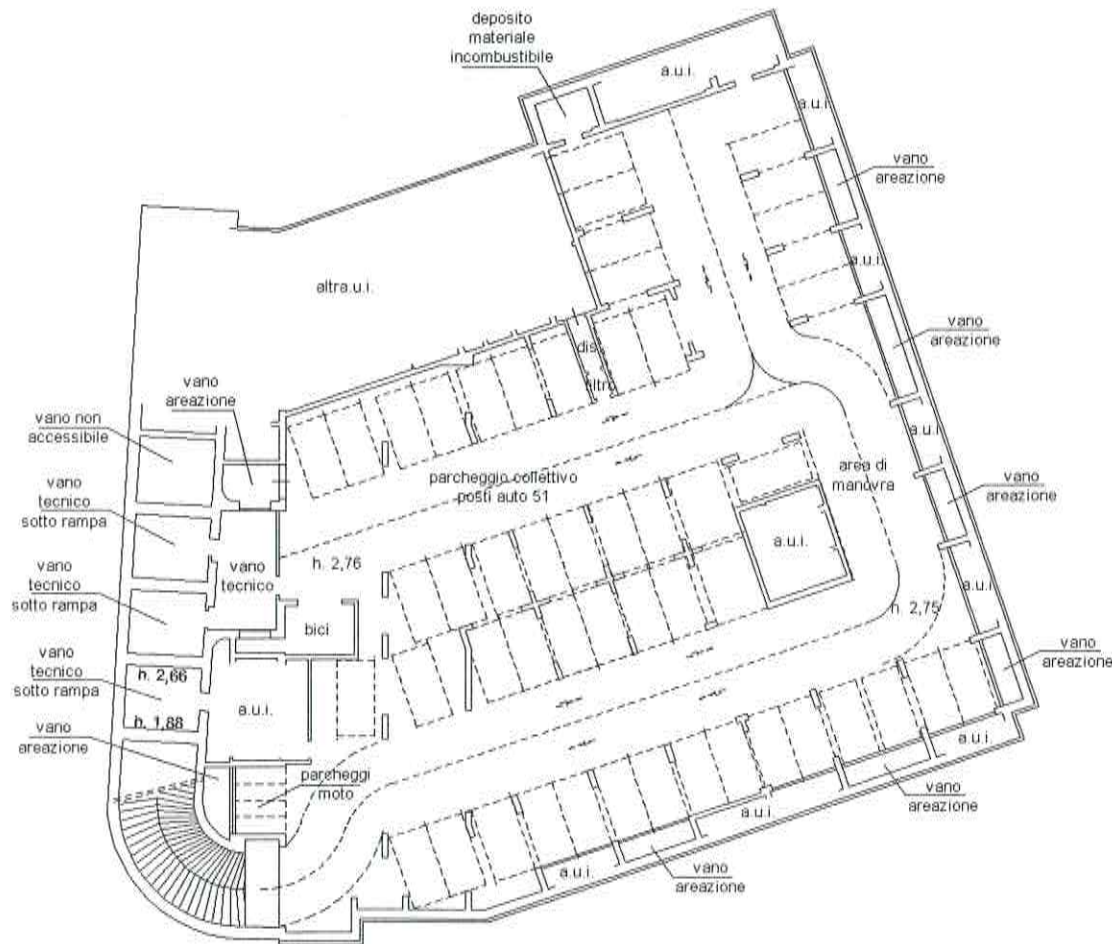 deposito
materiale
incombustibile
a.u.i.
a.u.i.
vano
areazione
altra.u.i.
a.u.i.
vano
areazione
dis.
filtro
vano
areazione
vano non
accessibile
a.u.i.
parcheggio collettivo
posti auto 51
area di
manovra
vano
areazione
vano
tecnico
sotto rampa
a.u.i.
h. 2,76
vano
tecnico
vano
tecnico
sotto rampa
bici
a.u.i.
h. 2,75
vano
areazione
vano
tecnico
sotto rampa
h. 2,66
h. 1,88
a.u.i.
vano
areazione
a.u.i.
parcheggi
moto
vano
areazione
a.u.i.
a.u.i.
vano
areazione